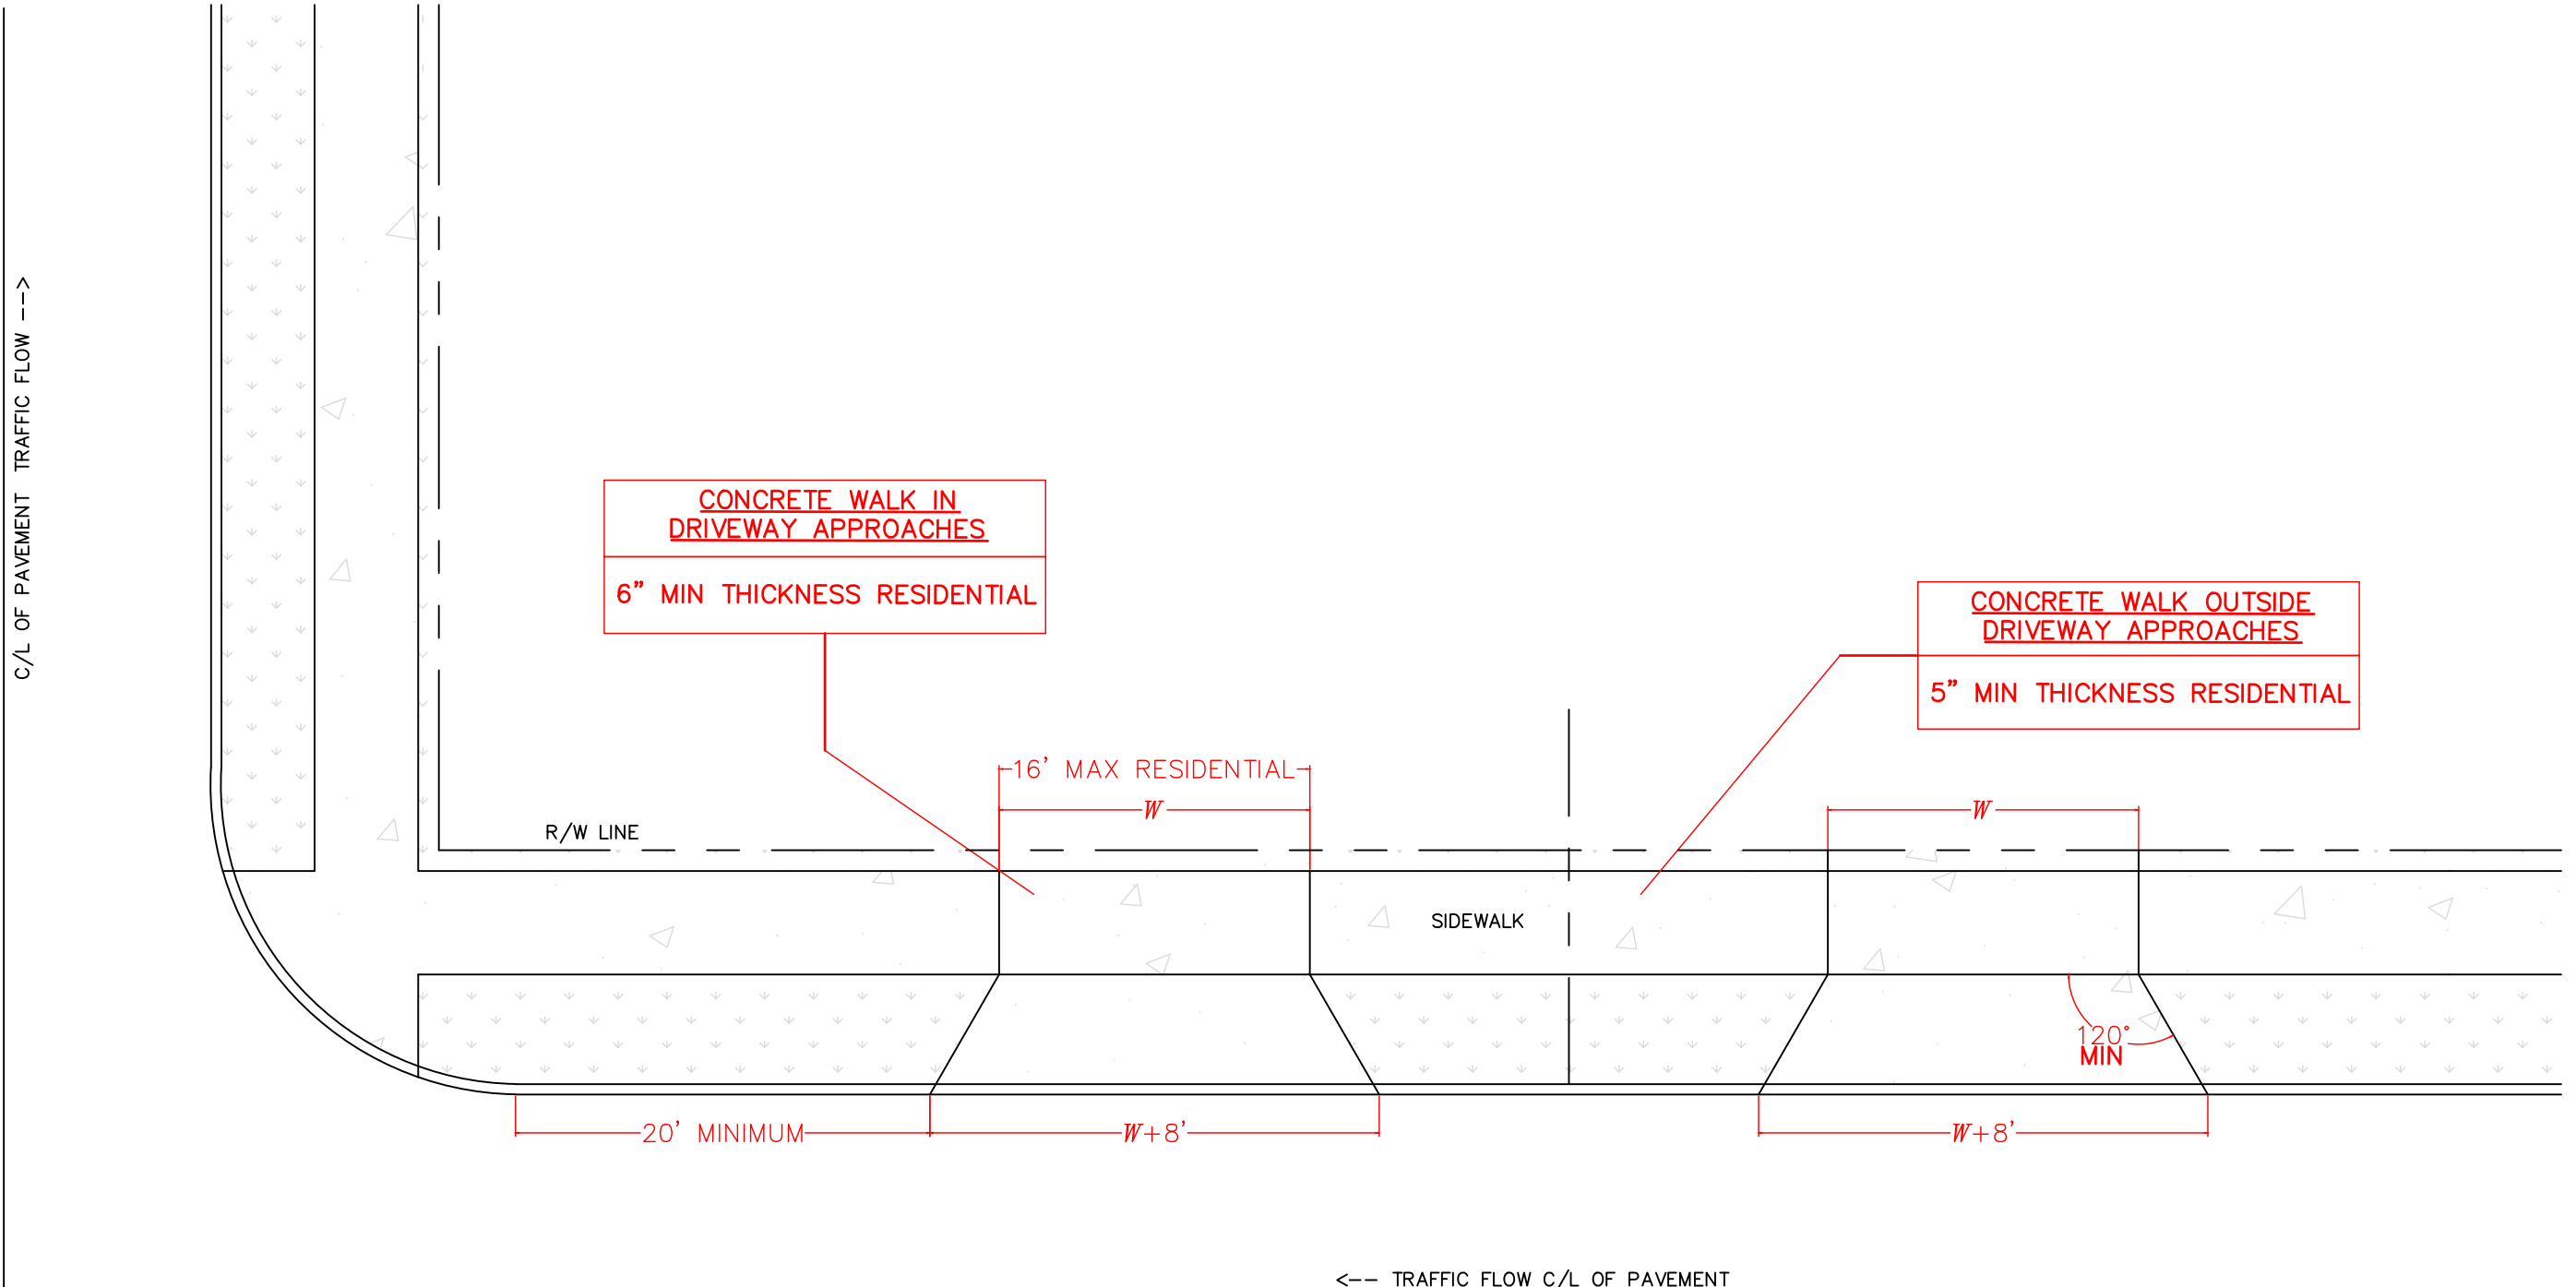 C/L OF PAVEMENT TRAFFIC FLOW -->
CONCRETE WALK IN
DRIVEWAY APPROACHES
6" MIN THICKNESS RESIDENTIAL
CONCRETE WALK OUTSIDE
DRIVEWAY APPROACHES
5" MIN THICKNESS RESIDENTIAL
16' MAX RESIDENTIAL
W
W
R/W LINE
SIDEWALK
120°
MIN
20' MINIMUM
W+8'
W+8'
<-- TRAFFIC FLOW C/L OF PAVEMENT